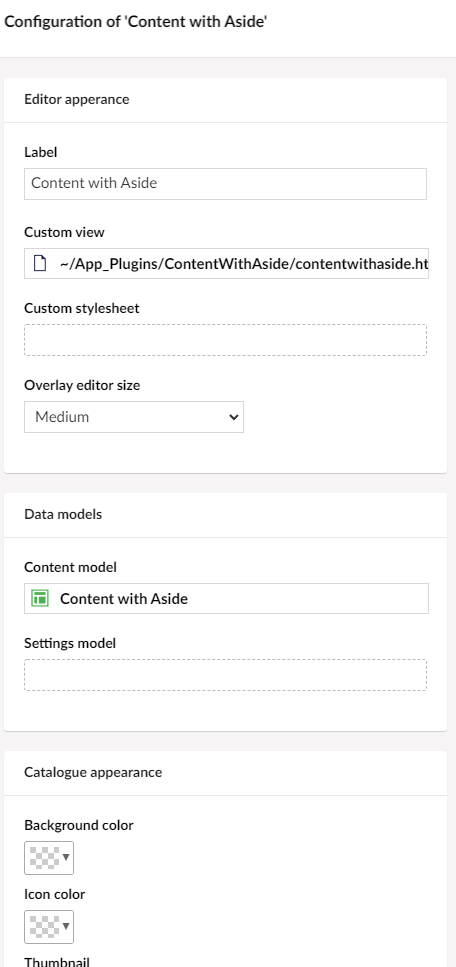 Configuration of 'Content with Aside'
Editor apperance
Label
Content with Aside
Custom view
~/App_Plugins/ContentWithAside/contentwithaside.ht
Custom stylesheet
Overlay editor size
Medium
Data models
Content model
Content with Aside
Settings model
Catalogue appearance
Background color
Icon color
Thumbnail